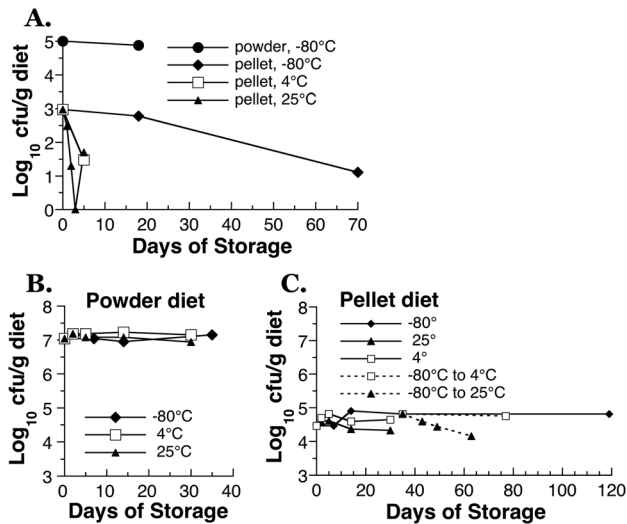 A.
powder, -80°C
pellet, -80°C
pellet, 4°C
pellet, 25°C
Log10 cfu/g diet
5
4
3
2
1
0
0 10 20 30 40 50 60 70
Days of Storage
B.
Powder diet
Log10 cfu/g diet
8
7
6
5
4
3
-80°C
4°C
25°C
0 10 20 30 40
Days of Storage
C.
Pellet diet
Log10 cfu/g diet
8
7
6
5
4
3
-80°
25°
4°
-80°C to 4°C
-80°C to 25°C
0 20 40 60 80 100 120
Days of Storage